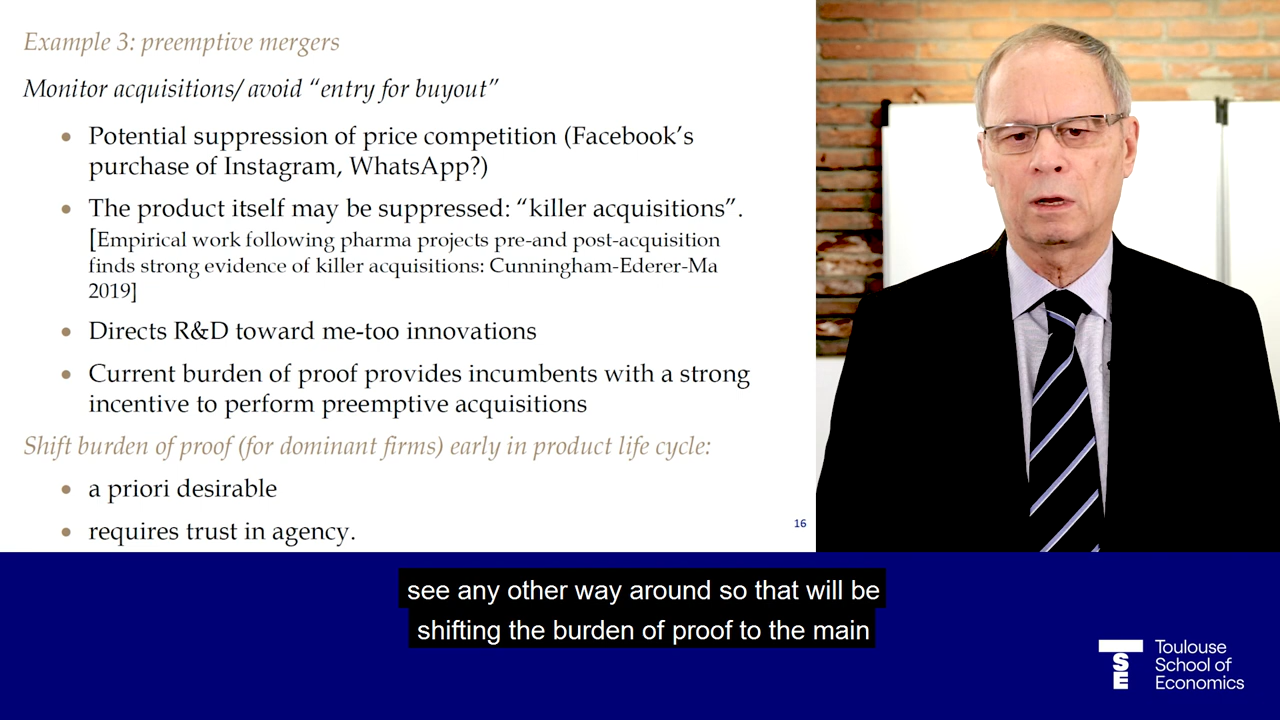 Example 3: preemptive mergers
Monitor acquisitions/ avoid “entry for buyout”
• Potential suppression of price competition (Facebook’s
purchase of Instagram, WhatsApp?)
• The product itself may be suppressed: “killer acquisitions”.
[Empirical work following pharma projects pre-and post-acquisition
finds strong evidence of killer acquisitions: Cunningham-Ederer-Ma
2019]
• Directs R&D toward me-too innovations
• Current burden of proof provides incumbents with a strong
incentive to perform preemptive acquisitions
Shift burden of proof (for dominant firms) early in product life cycle:
• a priori desirable
• requires trust in agency.
16
see any other way around so that will be
shifting the burden of proof to the main
TSE
Toulouse
School of
Economics